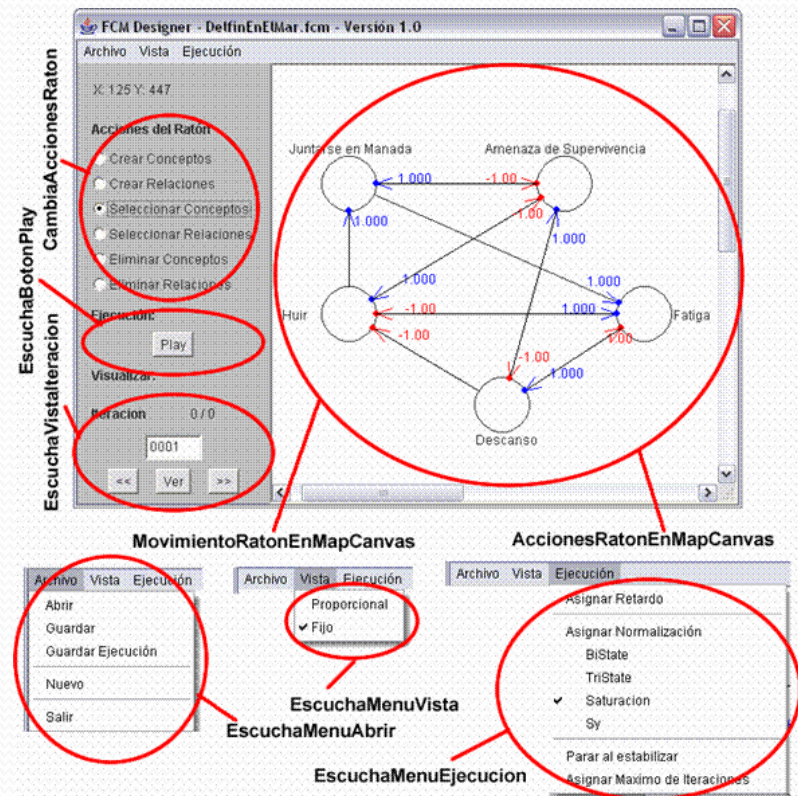 FCM Designer - DelfinEnElMar.fcm - Versión 1.0
Archivo Vista Ejecución
X: 125 Y: 447
Acciones del Ratón
Crear Conceptos
Crear Relaciones
Seleccionar Conceptos
Seleccionar Relaciones
Eliminar Conceptos
Eliminar Relaciones
Ejecución:
Play
Visualizar:
Iteracion 0 / 0
0001
<< Ver >>
CambiaAccionesRaton
EscuchaBotonPlay
EscuchaVistaIteracion
Juntarse en Manada
Amenaza de Supervivencia
1.000
-1.00
1.00
1.000
1.000
1.000
1.000
Huir
-1.00
1.000
Fatiga
-1.00
1.00
-1.00
1.000
Descanso
MovimientoRatonEnMapCanvas
AccionesRatonEnMapCanvas
Archivo Vista Ejecución
Abrir
Guardar
Guardar Ejecución
Nuevo
Salir
EscuchaMenuAbrir
Archivo Vista Ejecución
Proporcional
Fijo
EscuchaMenuVista
Archivo Vista Ejecución
Asignar Retardo
Asignar Normalización
BiState
TriState
Saturacion
Sy
Parar al estabilizar
Asignar Maximo de Iteraciones
EscuchaMenuEjecucion